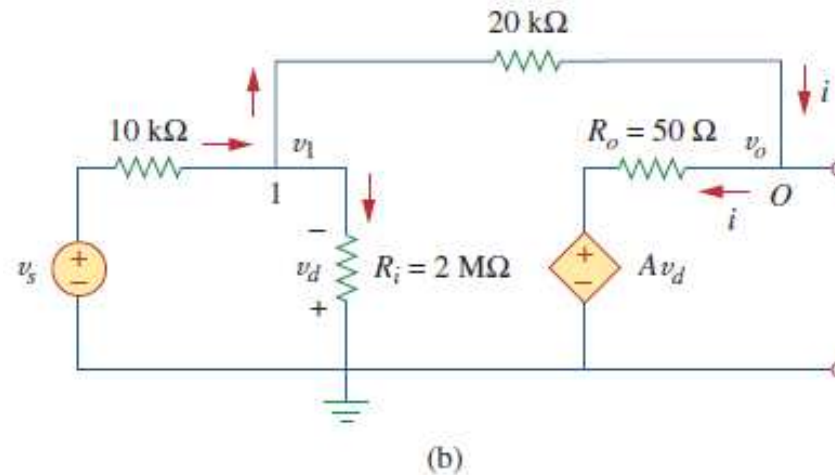 20 kΩ
i
10 kΩ
v1
Ro = 50 Ω
vo
1
i
O
+
−
vs
−
vd
+
Ri = 2 MΩ
+
−
Avd
(b)